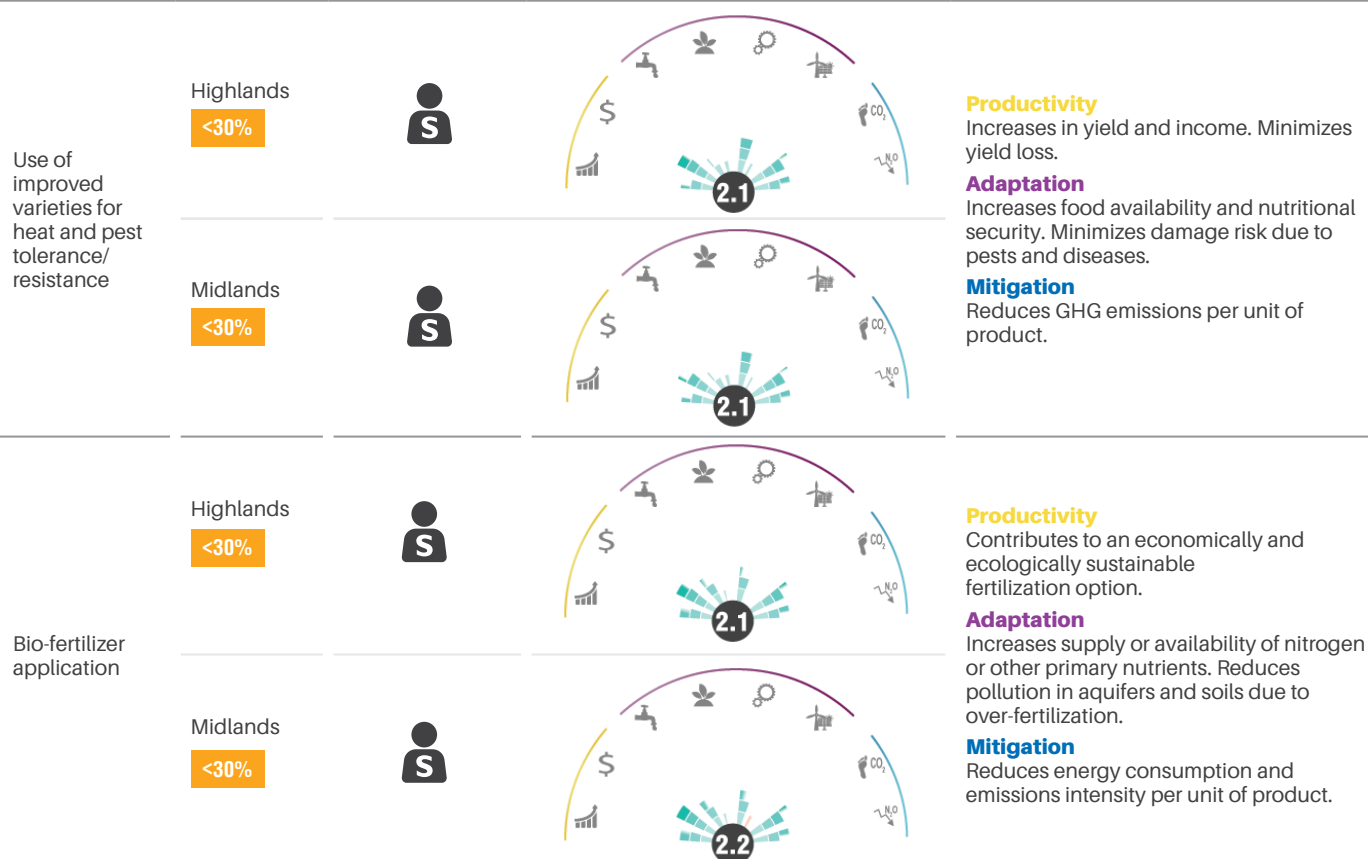 Use of
improved
varieties for
heat and pest
tolerance/
resistance
Highlands
<30%
S
$
CO2
N2O
2.1
Productivity
Increases in yield and income. Minimizes
yield loss.
Adaptation
Increases food availability and nutritional
security. Minimizes damage risk due to
pests and diseases.
Mitigation
Reduces GHG emissions per unit of
product.
Midlands
<30%
S
$
CO2
N2O
2.1
Bio-fertilizer
application
Highlands
<30%
S
$
CO2
N2O
2.1
Productivity
Contributes to an economically and
ecologically sustainable
fertilization option.
Adaptation
Increases supply or availability of nitrogen
or other primary nutrients. Reduces
pollution in aquifers and soils due to
over-fertilization.
Mitigation
Reduces energy consumption and
emissions intensity per unit of product.
Midlands
<30%
S
$
CO2
N2O
2.2